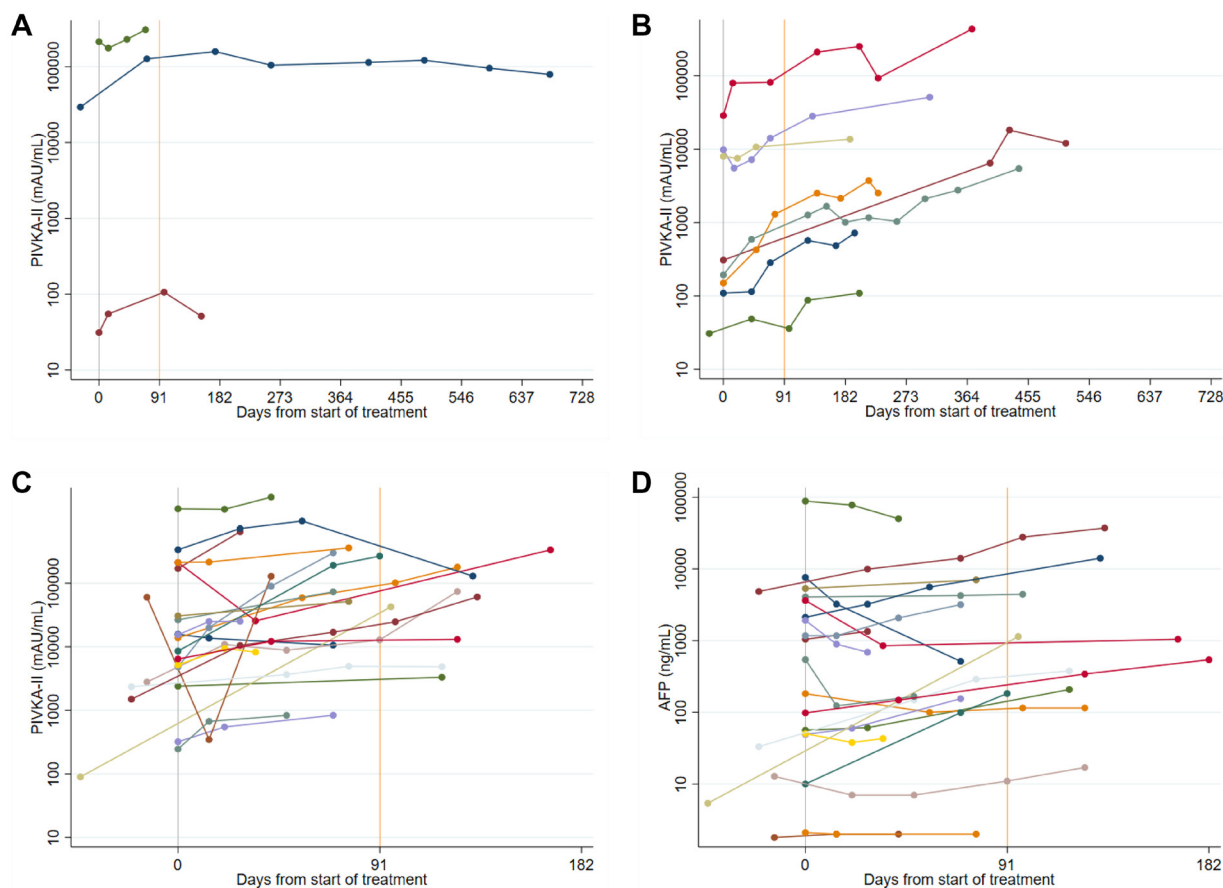 A
PIVKA-II (mAU/mL)
100000
10000
1000
100
10
0 91 182 273 364 455 546 637 728
Days from start of treatment
B
PIVKA-II (mAU/mL)
100000
10000
1000
100
10
0 91 182 273 364 455 546 637 728
Days from start of treatment
C
PIVKA-II (mAU/mL)
100000
10000
1000
100
10
0 91 182
Days from start of treatment
D
AFP (ng/mL)
100000
10000
1000
100
10
0 91 182
Days from start of treatment